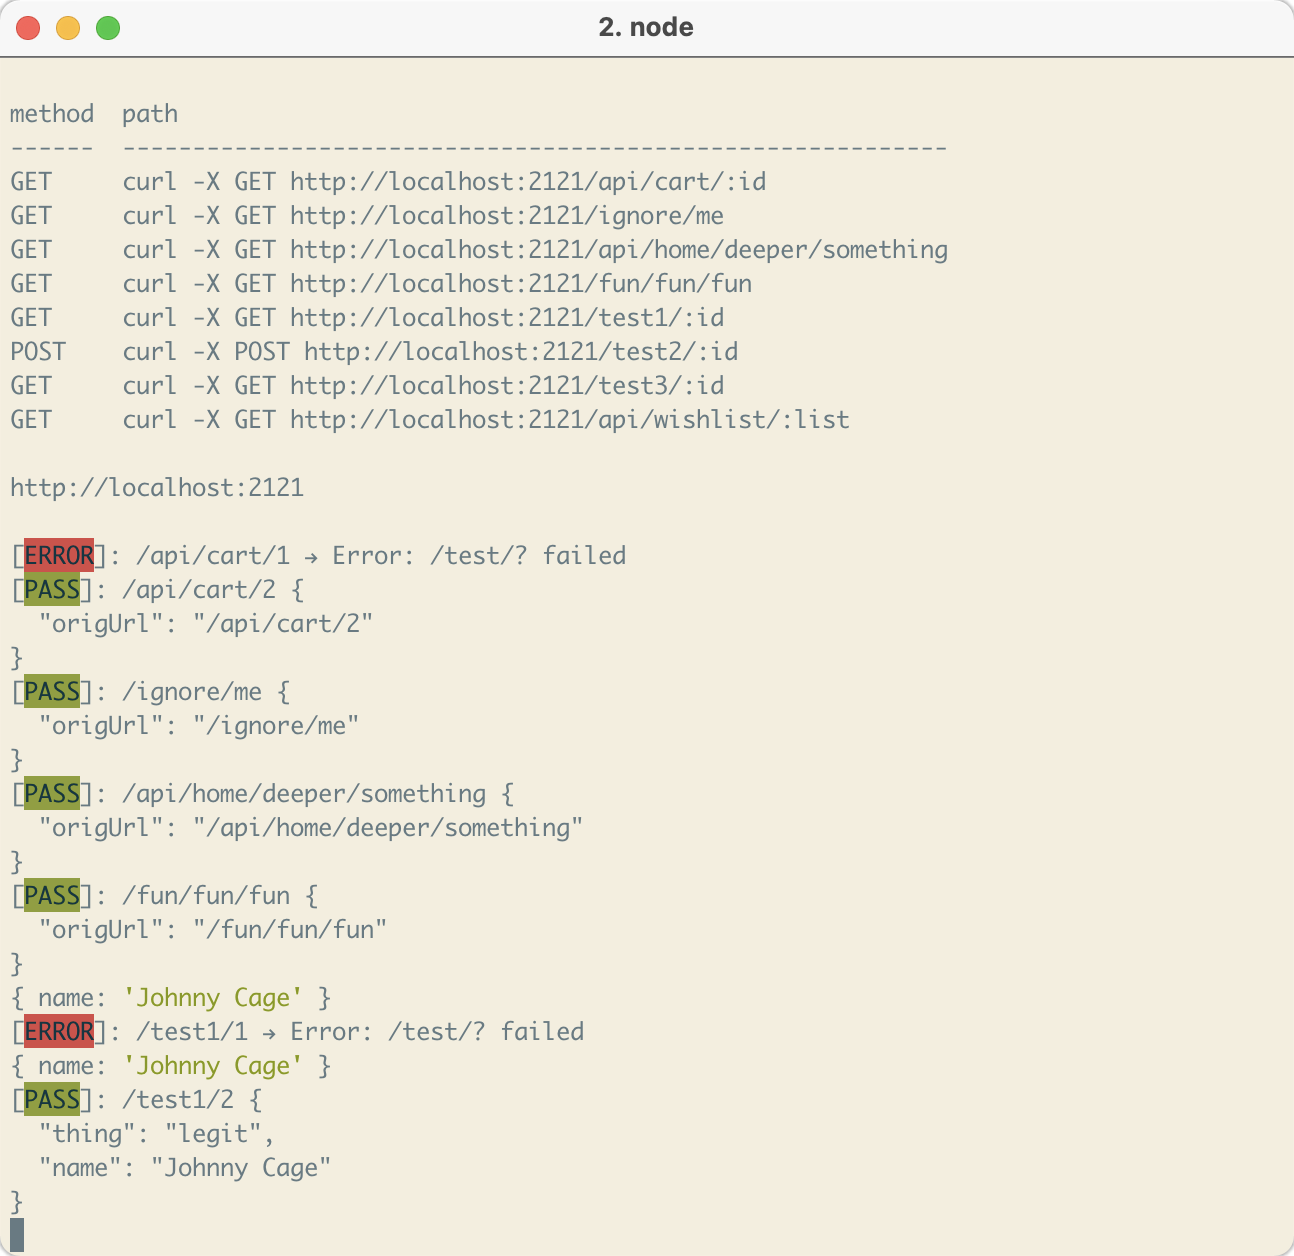 2. node
method  path
------  -----------------------------------------------------------
GET     curl -X GET http://localhost:2121/api/cart/:id
GET     curl -X GET http://localhost:2121/ignore/me
GET     curl -X GET http://localhost:2121/api/home/deeper/something
GET     curl -X GET http://localhost:2121/fun/fun/fun
GET     curl -X GET http://localhost:2121/test1/:id
POST    curl -X POST http://localhost:2121/test2/:id
GET     curl -X GET http://localhost:2121/test3/:id
GET     curl -X GET http://localhost:2121/api/wishlist/:list
http://localhost:2121
[ERROR]: /api/cart/1 → Error: /test/? failed
[PASS]: /api/cart/2 {
  "origUrl": "/api/cart/2"
}
[PASS]: /ignore/me {
  "origUrl": "/ignore/me"
}
[PASS]: /api/home/deeper/something {
  "origUrl": "/api/home/deeper/something"
}
[PASS]: /fun/fun/fun {
  "origUrl": "/fun/fun/fun"
}
{ name: 'Johnny Cage' }
[ERROR]: /test1/1 → Error: /test/? failed
{ name: 'Johnny Cage' }
[PASS]: /test1/2 {
  "thing": "legit",
  "name": "Johnny Cage"
}